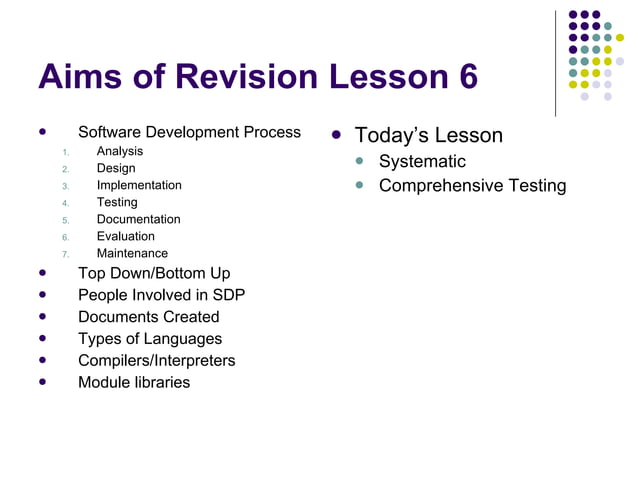 Aims of Revision Lesson 6
● Software Development Process
1. Analysis
2. Design
3. Implementation
4. Testing
5. Documentation
6. Evaluation
7. Maintenance
● Top Down/Bottom Up
● People Involved in SDP
● Documents Created
● Types of Languages
● Compilers/Interpreters
● Module libraries
● Today’s Lesson
● Systematic
● Comprehensive Testing